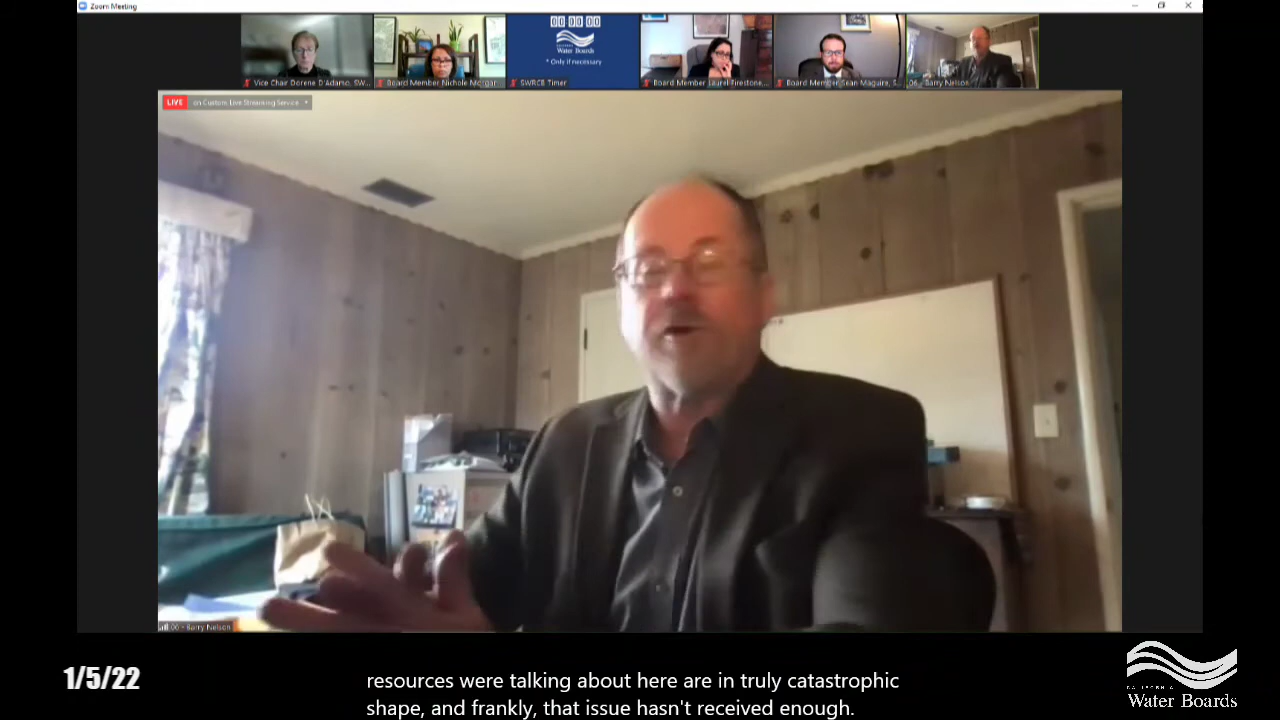 Zoom Meeting
00 00 00
Water Boards
* Only if necessary
Vice Chair Dorene D'Adamo, SW...
Board Member Nichole Morgan...
SWRCB Timer
Board Member Laurel Firestone...
Board Member Sean Maguire, S...
06 - Barry Nelson
LIVE on Custom Live Streaming Service
06 - Barry Nelson
1/5/22
resources were talking about here are in truly catastrophic
shape, and frankly, that issue hasn't received enough.
CALIFORNIA
Water Boards